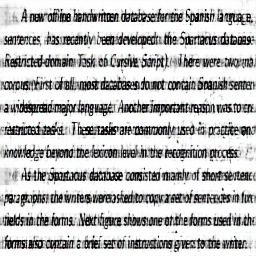 A new offline handwritten database for the Spanish language,
sentences, has recently been developed: the Spartacus database
Restricted-domain Task of Cursive Script). There were two
corpus. First of all, most databases do not contain Spanish
a widespread major language. Another important reason was to
restricted tasks. These tasks are commonly used in practice and
knowledge beyond the lexicon level in the recognition process.
As the Spartacus database consisted mainly of short sentences
paragraphs, the writers were asked to copy a set of sentences in
fields in the forms. Next figure shows one of the forms used in the
forms also contain a brief set of instructions given to the writer.